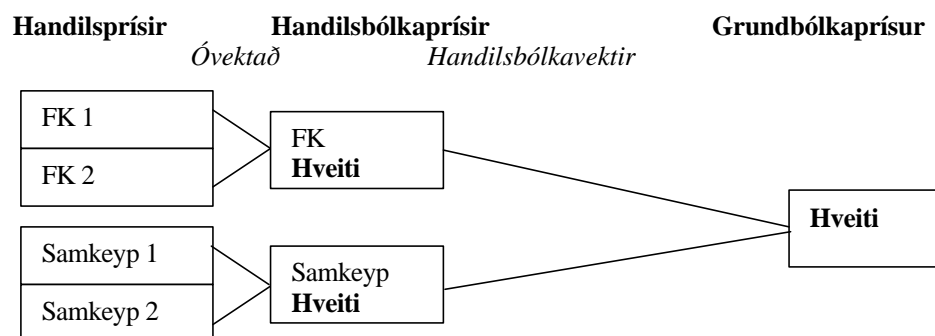 Handilsprísir Handilsbólkaprísir Grundbólkaprísur
Óvektað Handilsbólkavektir
FK 1
FK 2
FK
Hveiti
Hveiti
Samkeyp 1
Samkeyp 2
Samkeyp
Hveiti